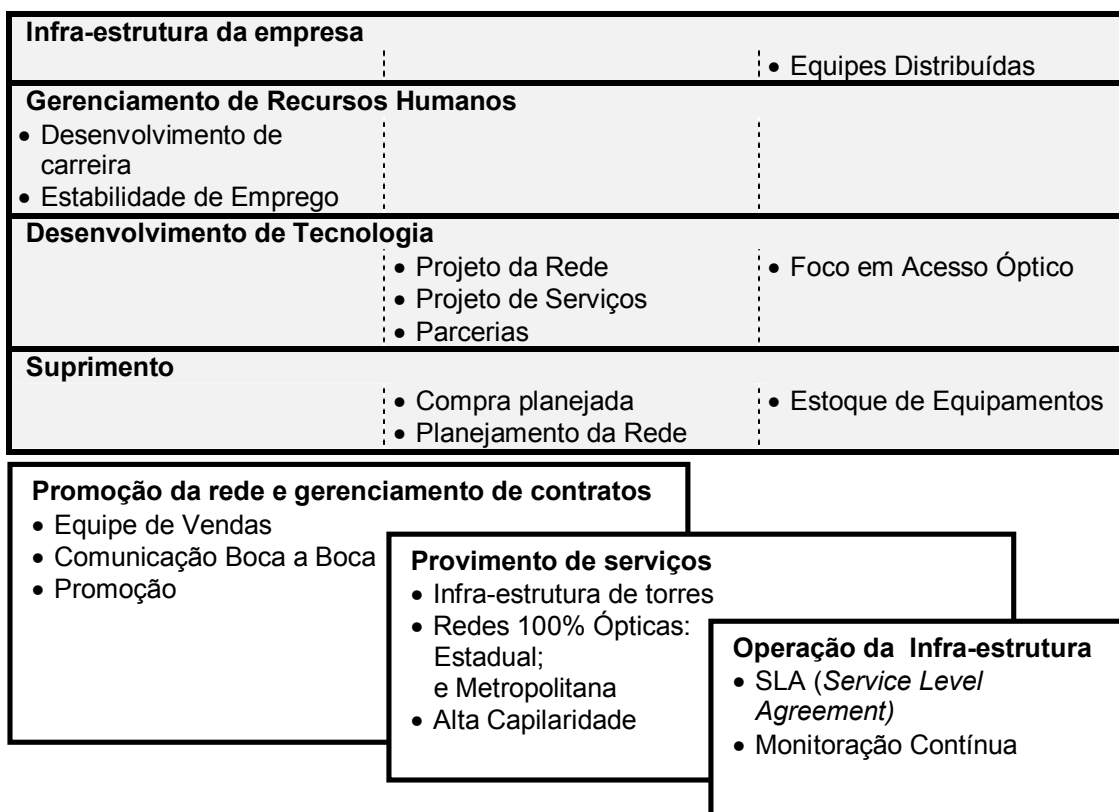 Infra-estrutura da empresa
• Equipes Distribuídas
Gerenciamento de Recursos Humanos
• Desenvolvimento de
carreira
• Estabilidade de Emprego
Desenvolvimento de Tecnologia
• Projeto da Rede
• Projeto de Serviços
• Parcerias
• Foco em Acesso Óptico
Suprimento
• Compra planejada
• Planejamento da Rede
• Estoque de Equipamentos
Promoção da rede e gerenciamento de contratos
• Equipe de Vendas
• Comunicação Boca a Boca
• Promoção
Provimento de serviços
• Infra-estrutura de torres
• Redes 100% Ópticas:
Estadual;
e Metropolitana
• Alta Capilaridade
Operação da  Infra-estrutura
• SLA (Service Level
Agreement)
• Monitoração Contínua